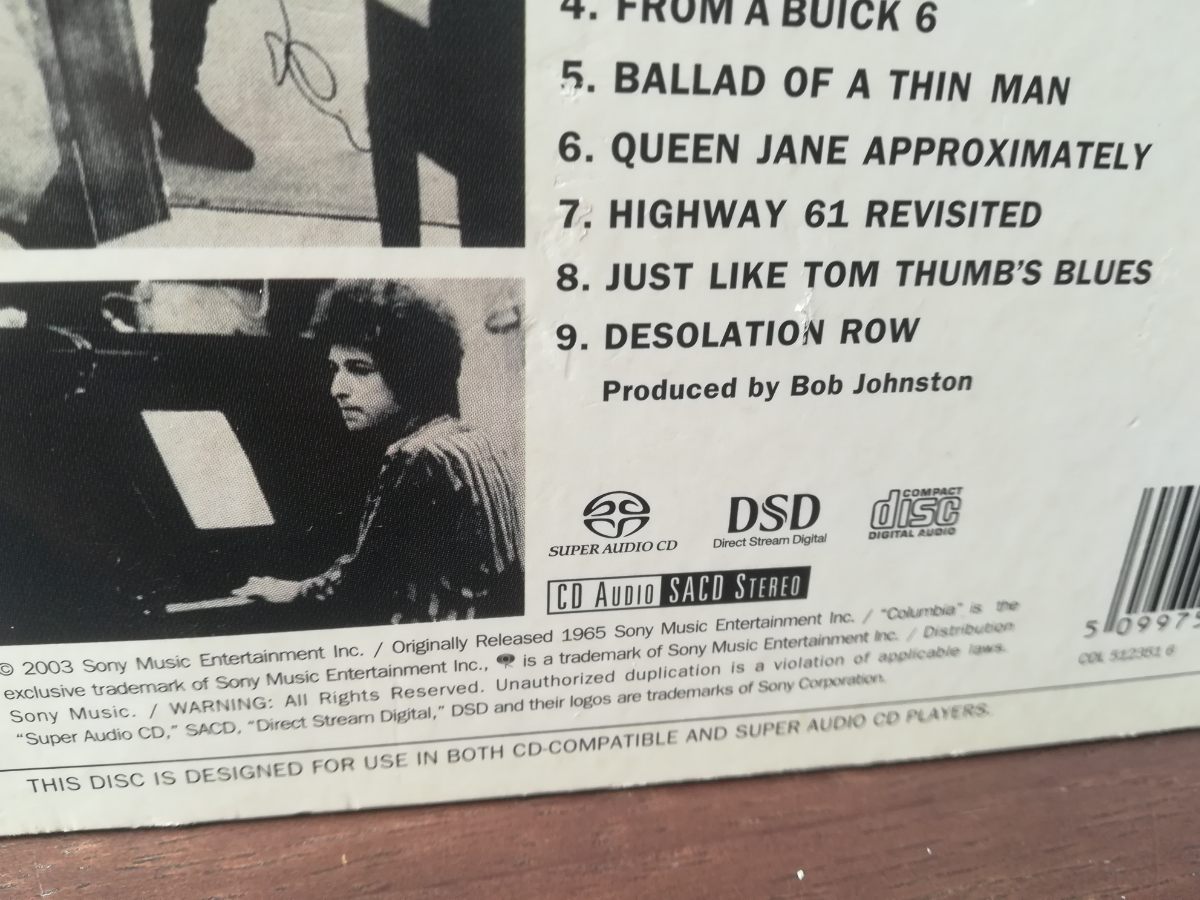 4. FROM A BUICK 6
5. BALLAD OF A THIN MAN
6. QUEEN JANE APPROXIMATELY
7. HIGHWAY 61 REVISITED
8. JUST LIKE TOM THUMB'S BLUES
9. DESOLATION ROW
Produced by Bob Johnston
SUPER AUDIO CD
DSD
Direct Stream Digital
COMPACT
disc
DIGITAL AUDIO
CD AUDIO SACD STEREO
© 2003 Sony Music Entertainment Inc. / Originally Released 1965 Sony Music Entertainment Inc. / "Columbia" is the
exclusive trademark of Sony Music Entertainment Inc., is a trademark of Sony Music Entertainment Inc. / Distribution
Sony Music. / WARNING: All Rights Reserved. Unauthorized duplication is a violation of applicable laws.
"Super Audio CD," SACD, "Direct Stream Digital," DSD and their logos are trademarks of Sony Corporation.
5 09975
COL 512351 6
THIS DISC IS DESIGNED FOR USE IN BOTH CD-COMPATIBLE AND SUPER AUDIO CD PLAYERS.